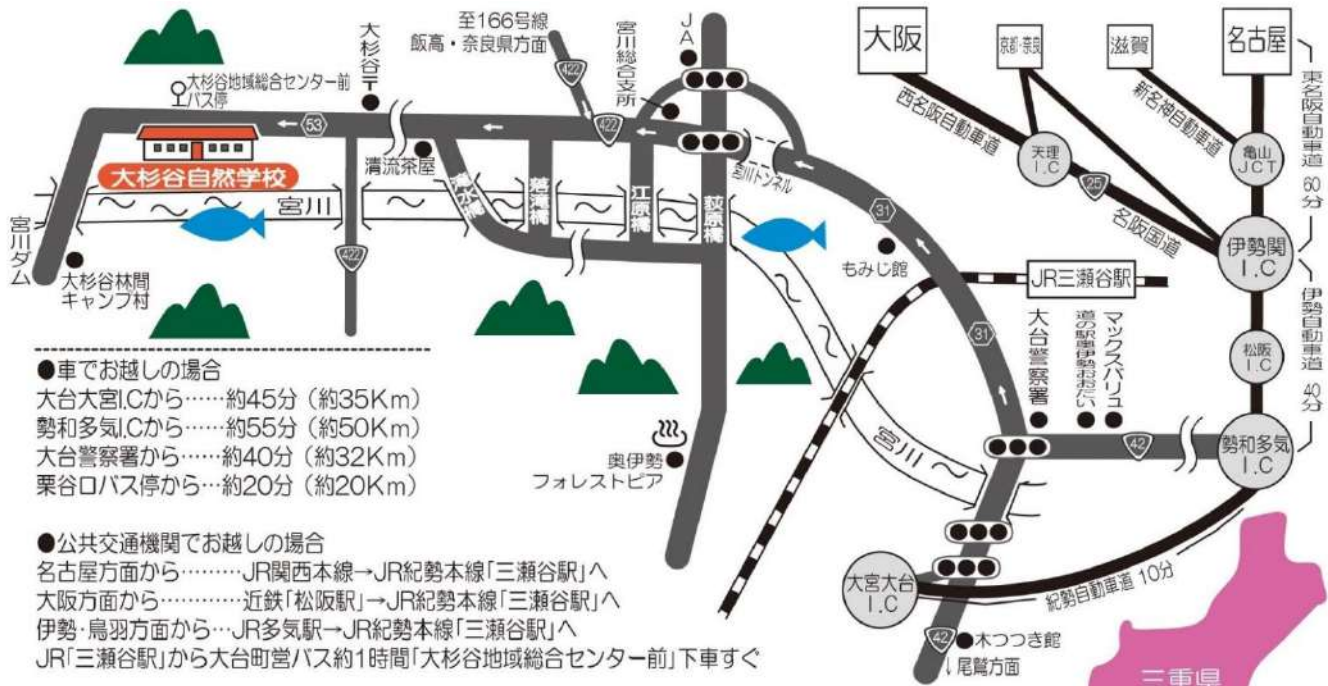 至166号線
飯高・奈良県方面
422
大杉谷〒
宮川総合支所
JA
大杉谷地域総合センター前
バス停
53
422
大杉谷自然学校
清流茶屋
宮川トンネル
宮川
清水橋
落滝橋
江原橋
荻原橋
宮川ダム
大杉谷林間
キャンプ村
422
31
もみじ館
JR三瀬谷駅
31
大台警察署
道の駅奥伊勢おおだい
マックスバリュ
42
宮川
奥伊勢
フォレストピア
大阪
京都・奈良
滋賀
名古屋
西名阪自動車道
新名神自動車道
東名阪自動車道 60分
天理
I.C
亀山
JCT
25
名阪国道
伊勢関
I.C
伊勢自動車道 40分
松阪
I.C
勢和多気
I.C
大宮大台
I.C
紀勢自動車道 10分
42
木つつき館
尾鷲方面
三重県
●車でお越しの場合
大台大宮I.Cから……約45分(約35Km)
勢和多気I.Cから……約55分(約50Km)
大台警察署から……約40分(約32Km)
栗谷口バス停から…約20分(約20Km)
●公共交通機関でお越しの場合
名古屋方面から………JR関西本線→JR紀勢本線「三瀬谷駅」へ
大阪方面から…………近鉄「松阪駅」→JR紀勢本線「三瀬谷駅」へ
伊勢・鳥羽方面から…JR多気駅→JR紀勢本線「三瀬谷駅」へ
JR「三瀬谷駅」から大台町営バス約1時間「大杉谷地域総合センター前」下車すぐ